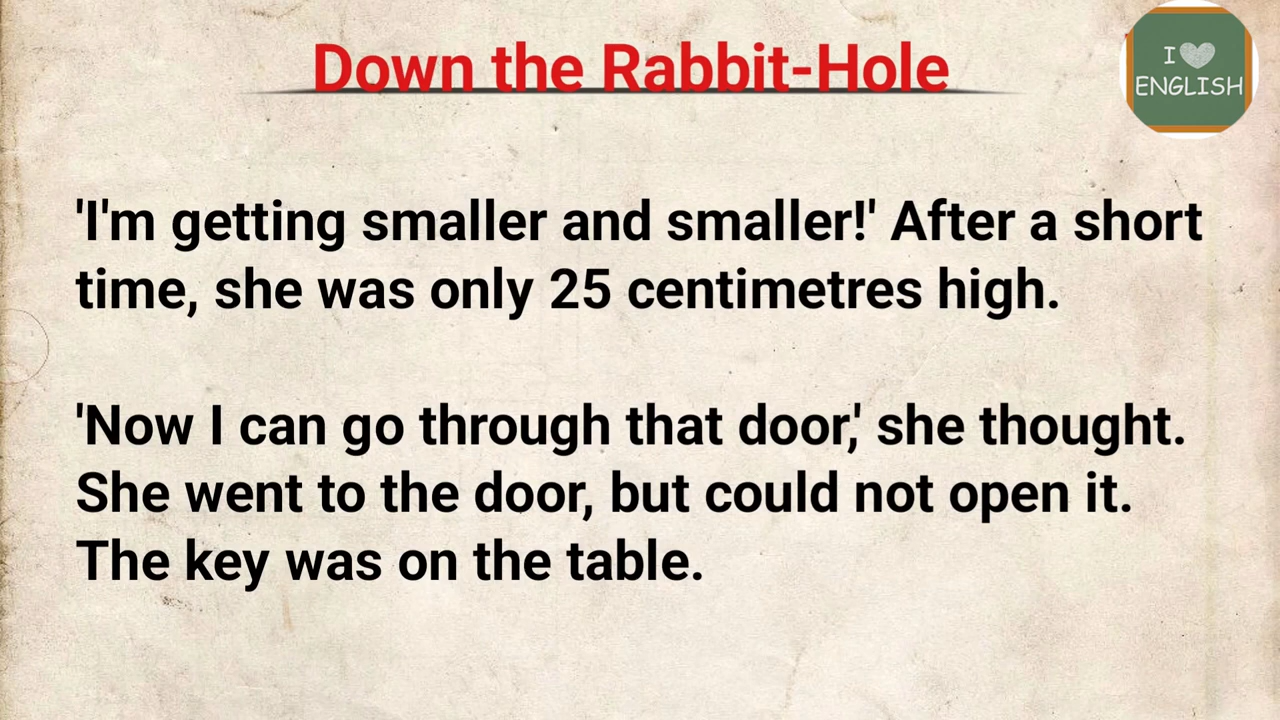 Down the Rabbit-Hole
I
ENGLISH
'I'm getting smaller and smaller!' After a short
time, she was only 25 centimetres high.
'Now I can go through that door,' she thought.
She went to the door, but could not open it.
The key was on the table.